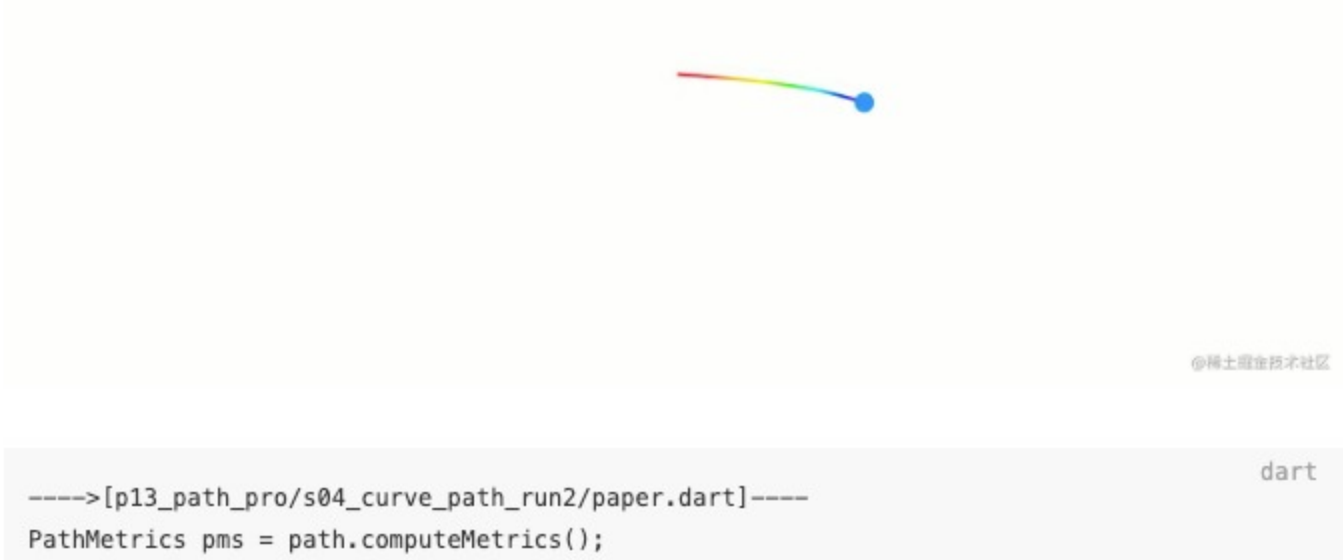 @稀土掘金技术社区
dart
---->[p13_path_pro/s04_curve_path_run2/paper.dart]----
PathMetrics pms = path.computeMetrics();